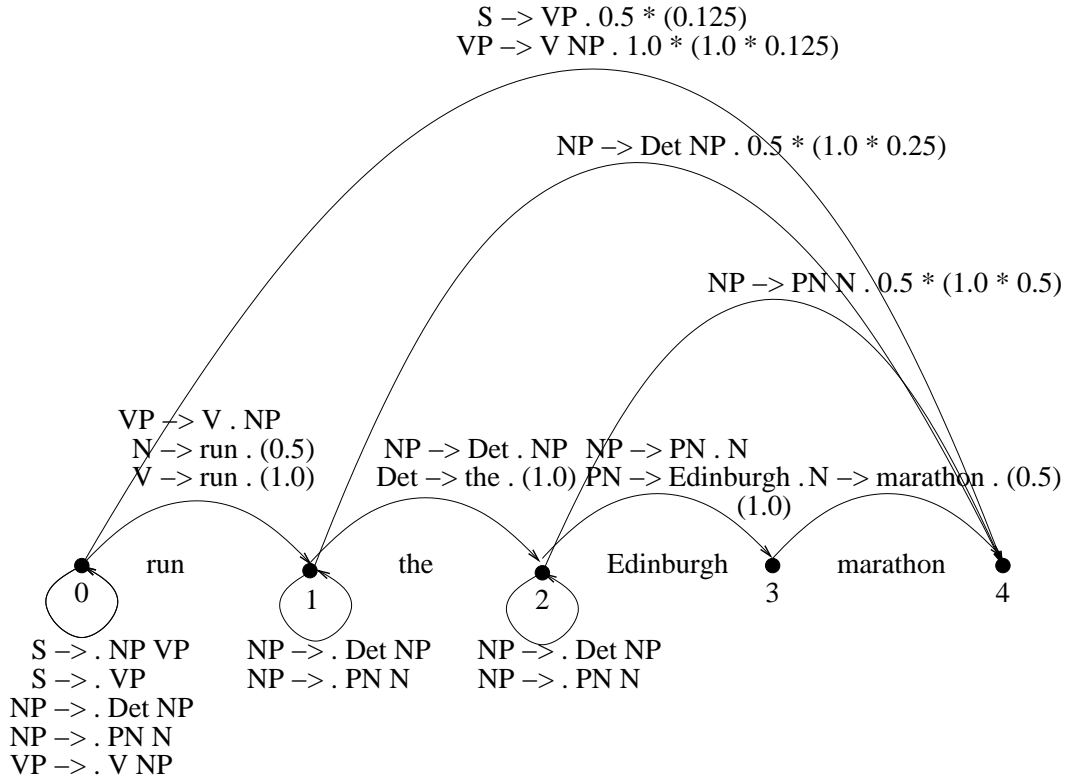 S –> VP . 0.5 * (0.125)
VP –> V NP . 1.0 * (1.0 * 0.125)
NP –> Det NP . 0.5 * (1.0 * 0.25)
NP –> PN N . 0.5 * (1.0 * 0.5)
VP –> V . NP
N –> run . (0.5)
V –> run . (1.0)
NP –> Det . NP
Det –> the . (1.0)
NP –> PN . N
PN –> Edinburgh .
(1.0)
N –> marathon . (0.5)
run the Edinburgh marathon
0 1 2 3 4
S –> . NP VP
S –> . VP
NP –> . Det NP
NP –> . PN N
VP –> . V NP
NP –> . Det NP
NP –> . PN N
NP –> . Det NP
NP –> . PN N